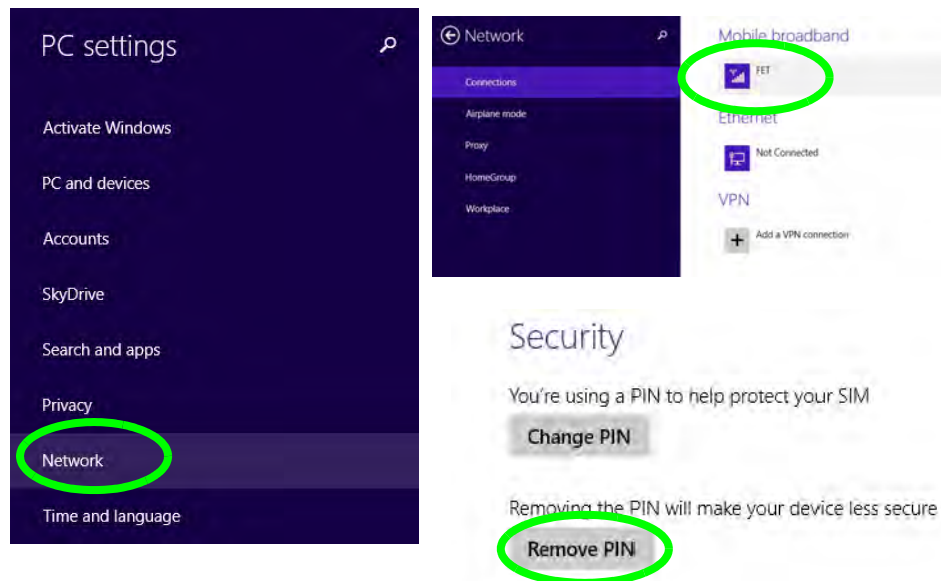 PC settings
Activate Windows
PC and devices
Accounts
SkyDrive
Search and apps
Privacy
Network
Time and language
Network
Connections
Airplane mode
Proxy
HomeGroup
Workplace
Mobile broadband
FET
Ethernet
Not Connected
VPN
Add a VPN connection
Security
You're using a PIN to help protect your SIM
Change PIN
Removing the PIN will make your device less secure
Remove PIN